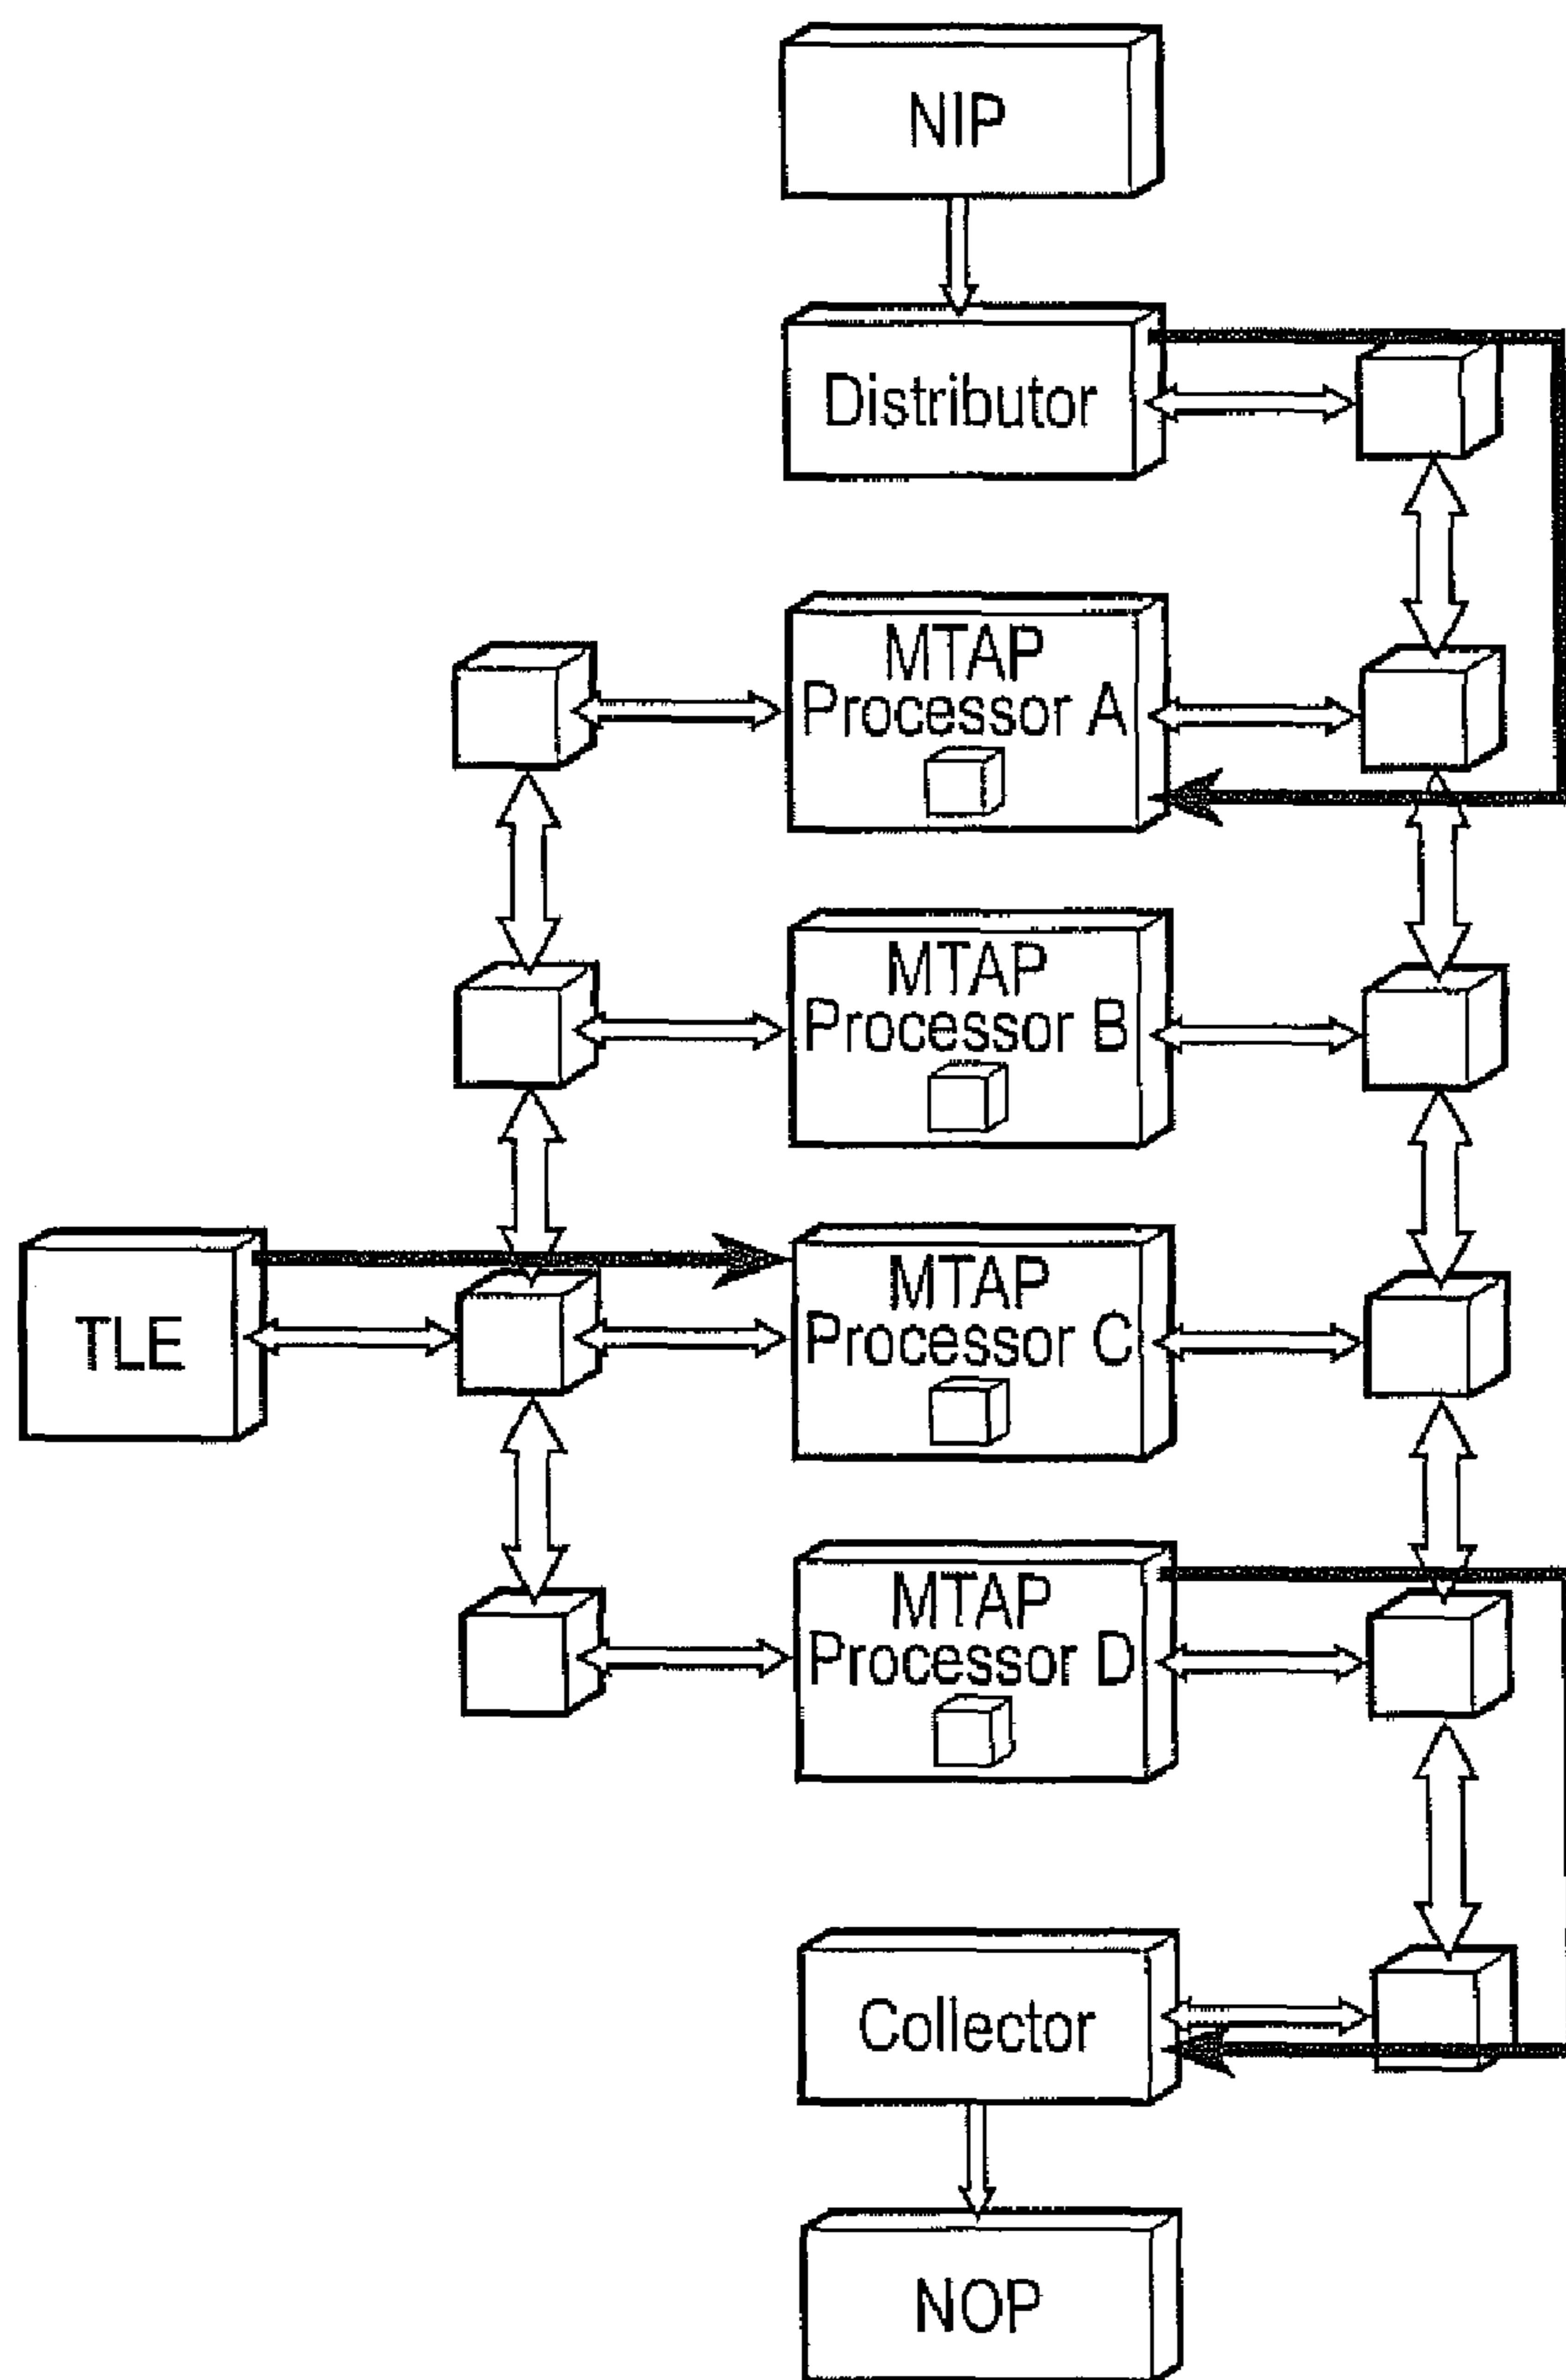 NIP
Distributor
MTAP
Processor A
MTAP
Processor B
TLE
MTAP
Processor C
MTAP
Processor D
Collector
NOP